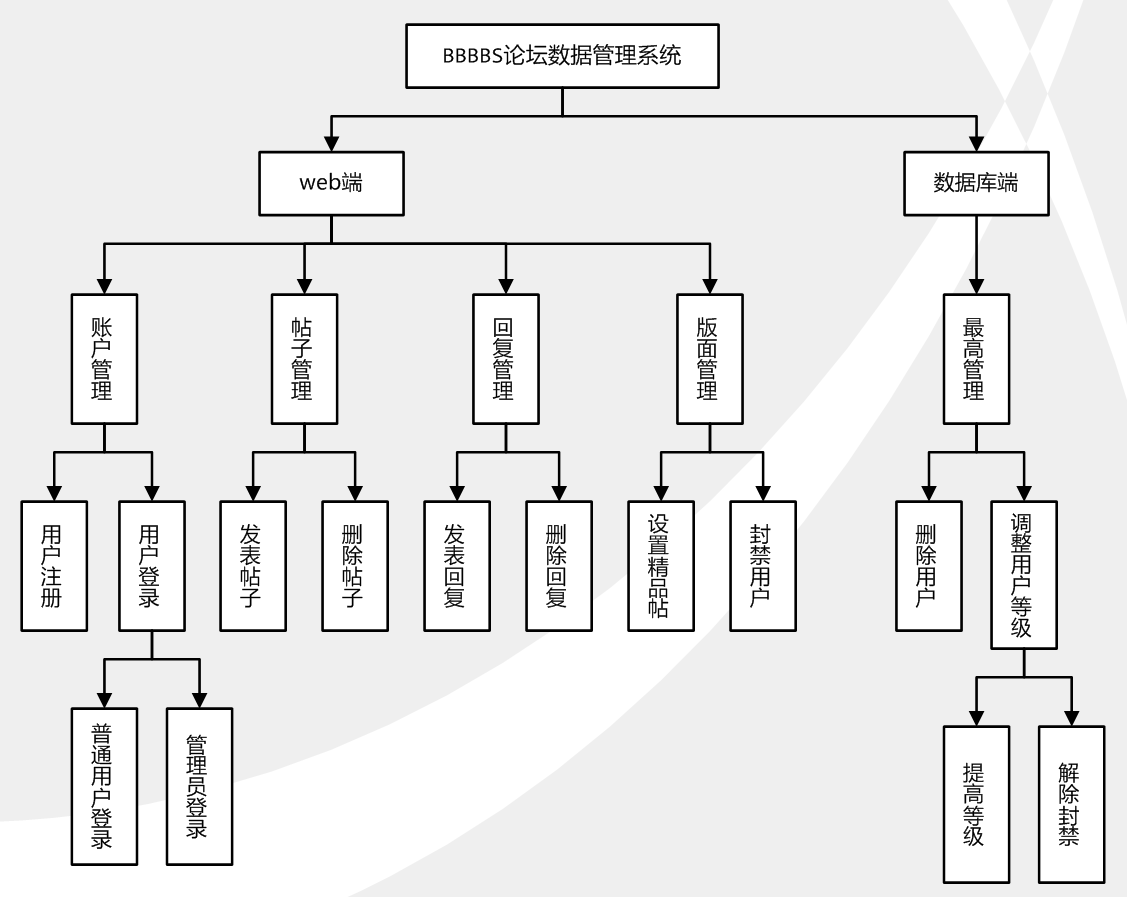 BBBBS论坛数据管理系统
web端
数据库端
账户管理
帖子管理
回复管理
版面管理
最高管理
用户注册
用户登录
发表帖子
删除帖子
发表回复
删除回复
设置精品帖
封禁用户
删除用户
调整用户等级
普通用户登录
管理员登录
提高等级
解除封禁